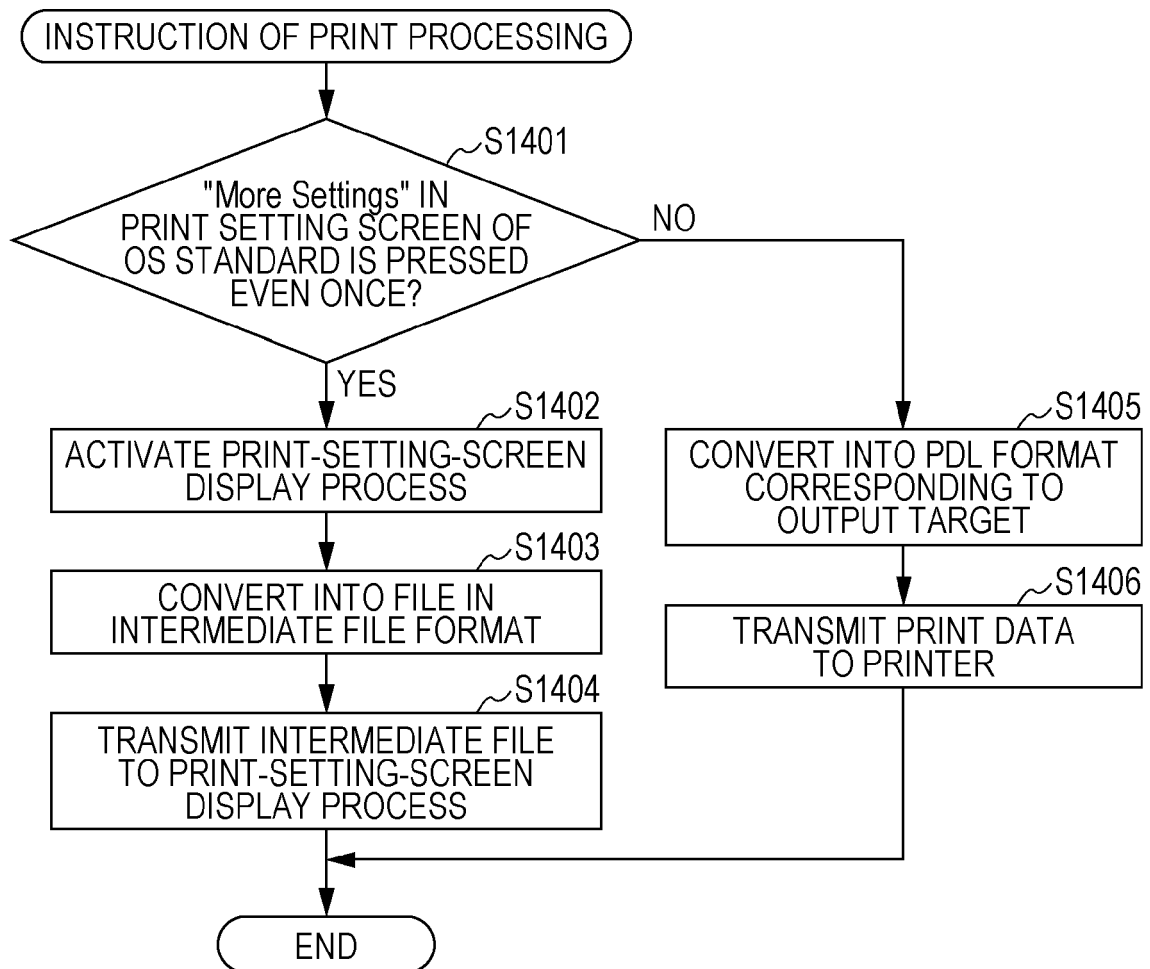 INSTRUCTION OF PRINT PROCESSING
S1401
"More Settings" IN
PRINT SETTING SCREEN OF
OS STANDARD IS PRESSED
EVEN ONCE?
NO
YES
S1402
ACTIVATE PRINT-SETTING-SCREEN
DISPLAY PROCESS
S1403
CONVERT INTO FILE IN
INTERMEDIATE FILE FORMAT
S1404
TRANSMIT INTERMEDIATE FILE
TO PRINT-SETTING-SCREEN
DISPLAY PROCESS
S1405
CONVERT INTO PDL FORMAT
CORRESPONDING TO
OUTPUT TARGET
S1406
TRANSMIT PRINT DATA
TO PRINTER
END